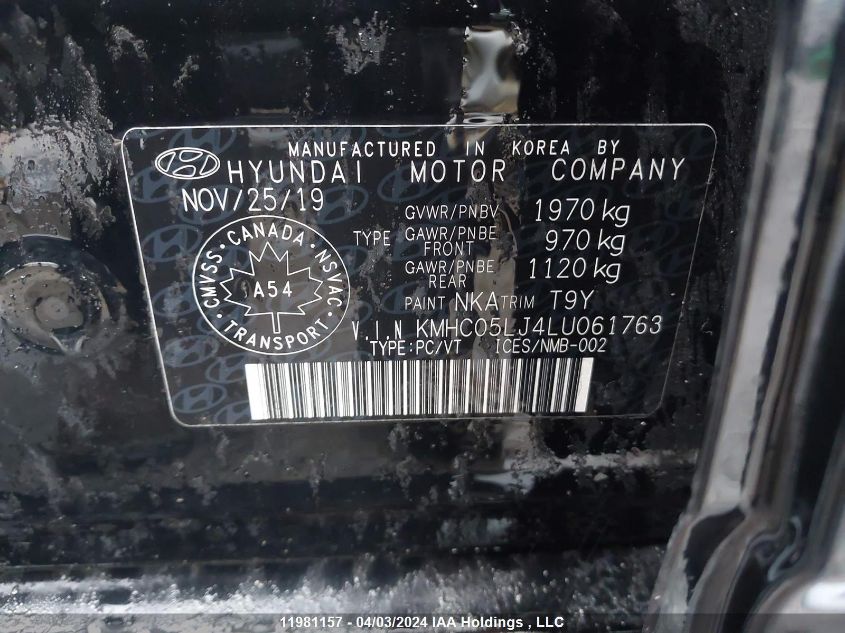 MANUFACTURED IN KOREA BY
HYUNDAI MOTOR COMPANY
NOV/25/19
GVWR/PNBV 1970 kg
TYPE GAWR/PNBE FRONT 970 kg
GAWR/PNBE REAR 1120 kg
PAINT NKA TRIM T9Y
CMVSS · CANADA · NSVAC
A54
TRANSPORT
V.I.N KMHC05LJ4LU061763
TYPE:PC/VT ICES/NMB-002
11981157 - 04/03/2024 IAA Holdings , LLC